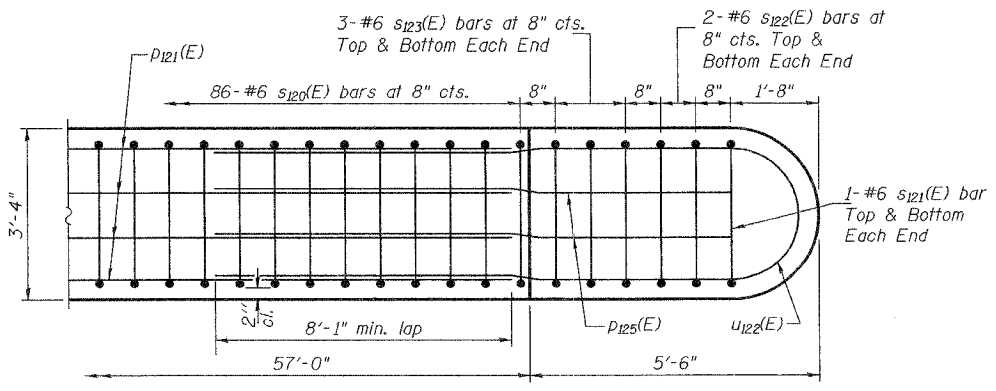 3-#6 s123(E) bars at 8" cts.
Top & Bottom Each End
2-#6 s122(E) bars at
8" cts. Top &
Bottom Each End
p121(E)
86-#6 s120(E) bars at 8" cts.
8"
8"
8"
1'-8"
3'-4"
1-#6 s121(E) bar
Top & Bottom
Each End
2" cl.
8'-1" min. lap
p125(E)
u122(E)
57'-0"
5'-6"